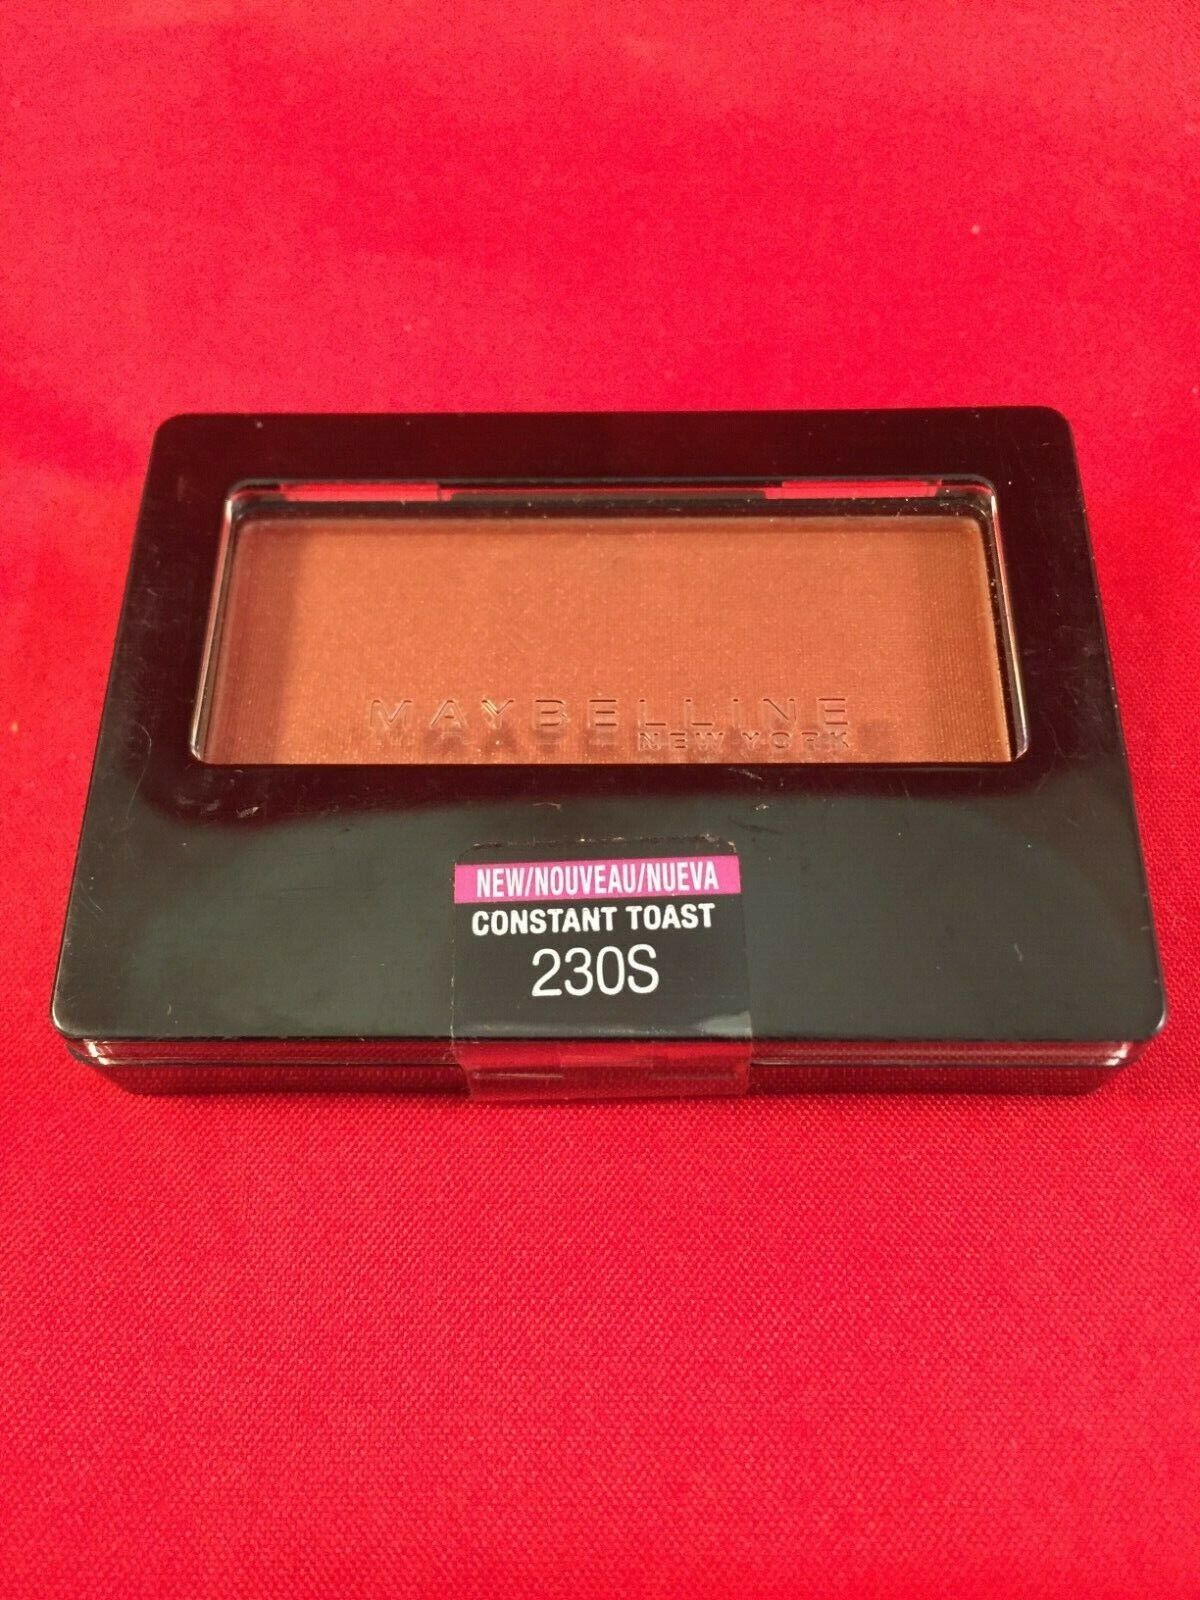 MAYBELLINE
NEW YORK
NEW/NOUVEAU/NUEVA
CONSTANT TOAST
230S